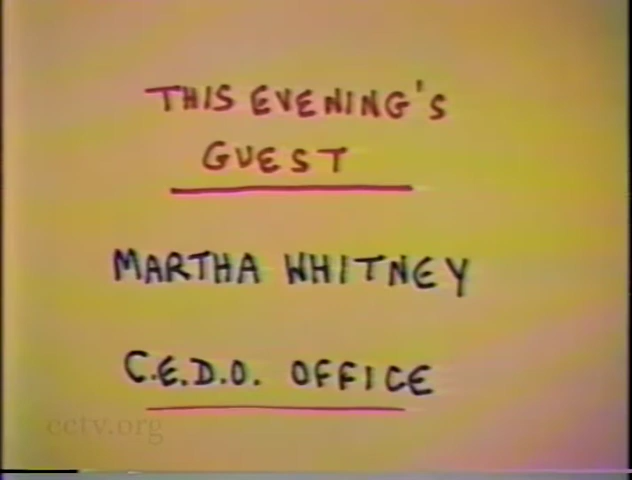 THIS EVENING'S
GUEST
MARTHA WHITNEY
C.E.D.O. OFFICE
cctv.org